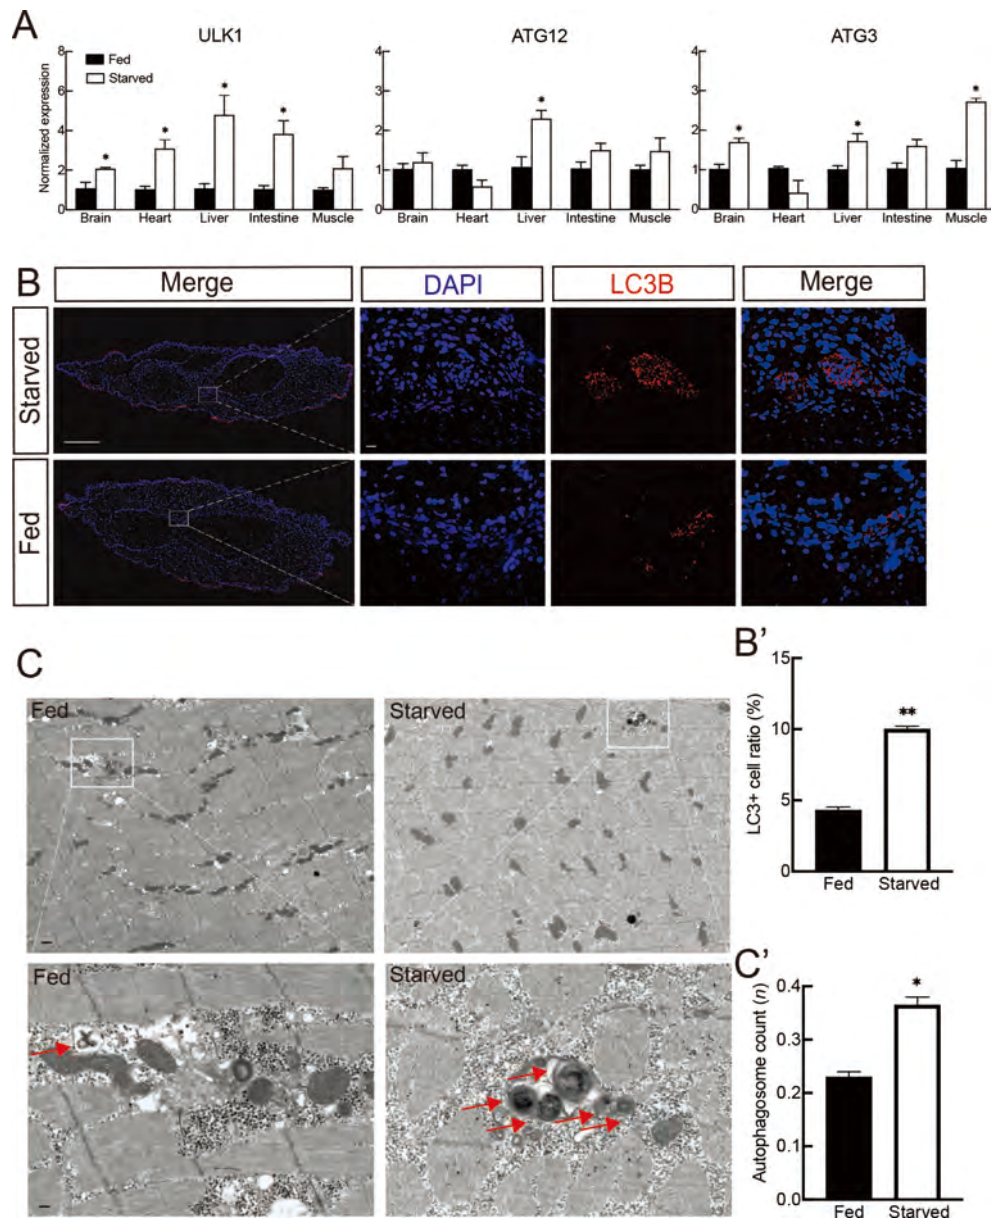 A
ULK1
ATG12
ATG3
Normalized expression
8
6
4
2
0
Fed
Starved
*
*
*
*
Brain Heart Liver Intestine Muscle
4
3
2
1
0
*
Brain Heart Liver Intestine Muscle
4
3
2
1
0
*
*
*
Brain Heart Liver Intestine Muscle
B
Merge
DAPI
LC3B
Merge
Starved
Fed
C
Fed
Starved
Fed
Starved
B’
LC3+ cell ratio (%)
15
10
5
0
**
Fed Starved
C’
Autophagosome count (n)
0.4
0.3
0.2
0.1
0.0
*
Fed Starved